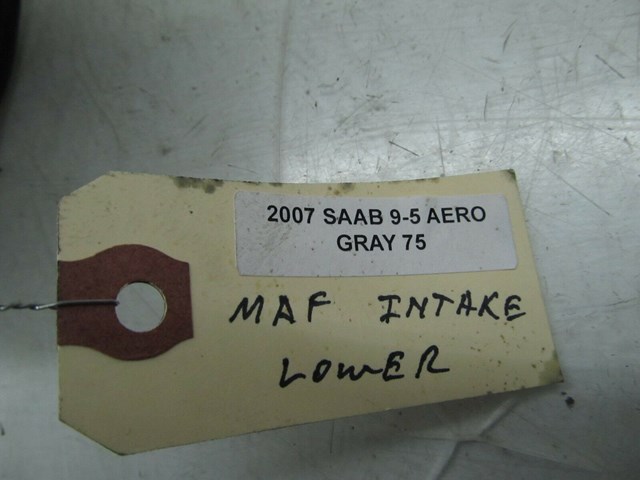 2007 SAAB 9-5 AERO
GRAY 75
MAF INTAKE
LOWER